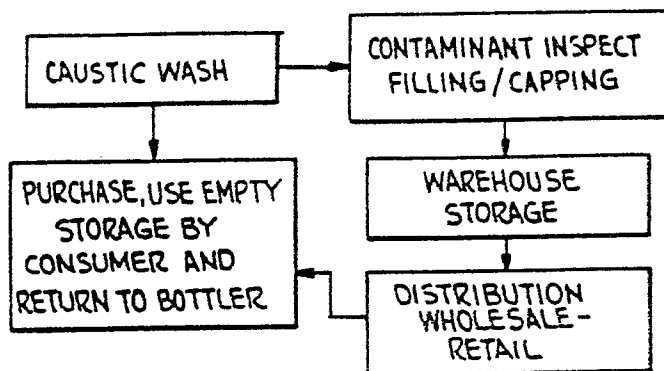 CAUSTIC WASH
CONTAMINANT INSPECT
FILLING/CAPPING
PURCHASE, USE EMPTY
STORAGE BY
CONSUMER AND
RETURN TO BOTTLER
WAREHOUSE
STORAGE
DISTRIBUTION
WHOLESALE-
RETAIL